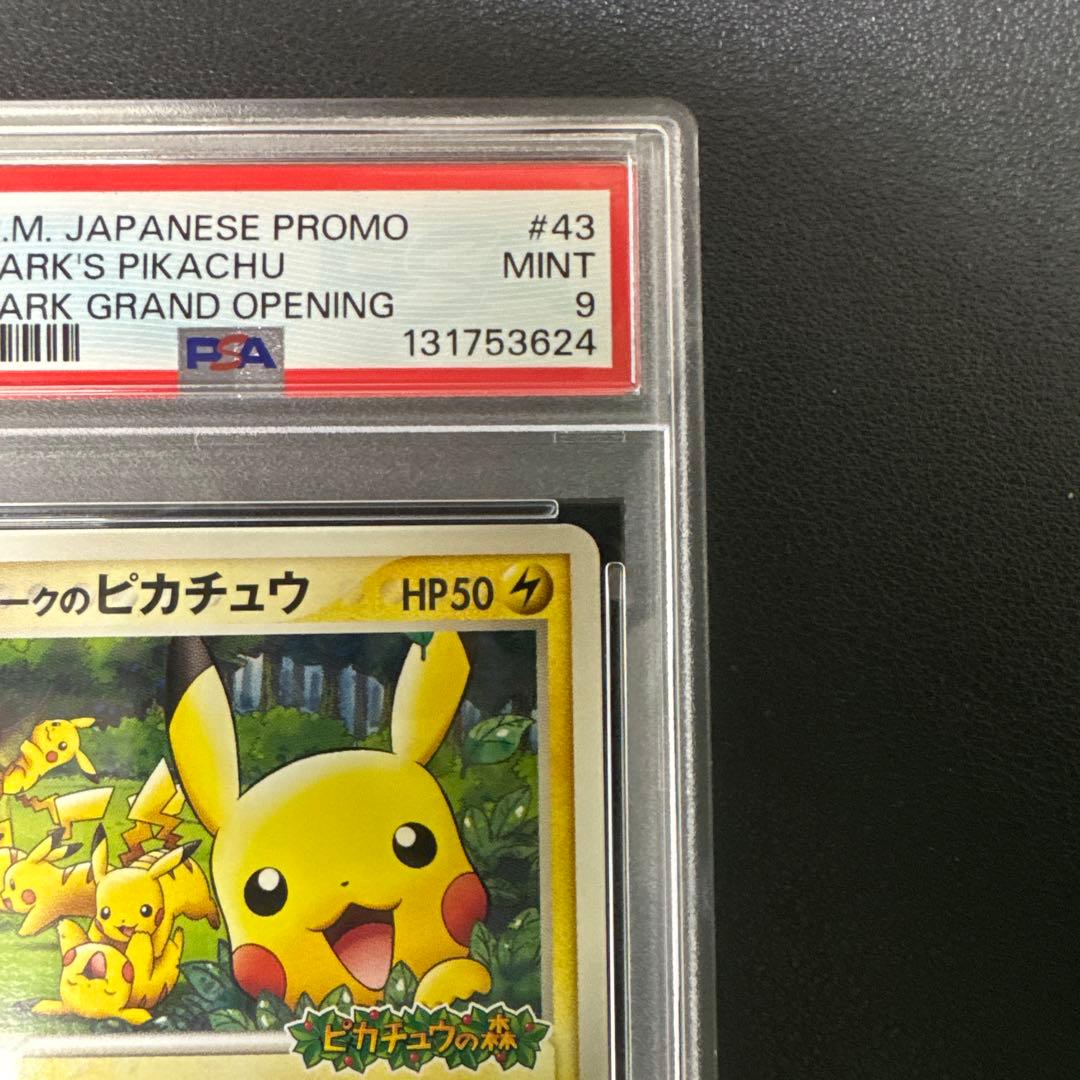 .M. JAPANESE PROMO #43
ARK'S PIKACHU MINT
ARK GRAND OPENING 9
PSA 131753624
ークのピカチュウ HP50
ピカチュウの森